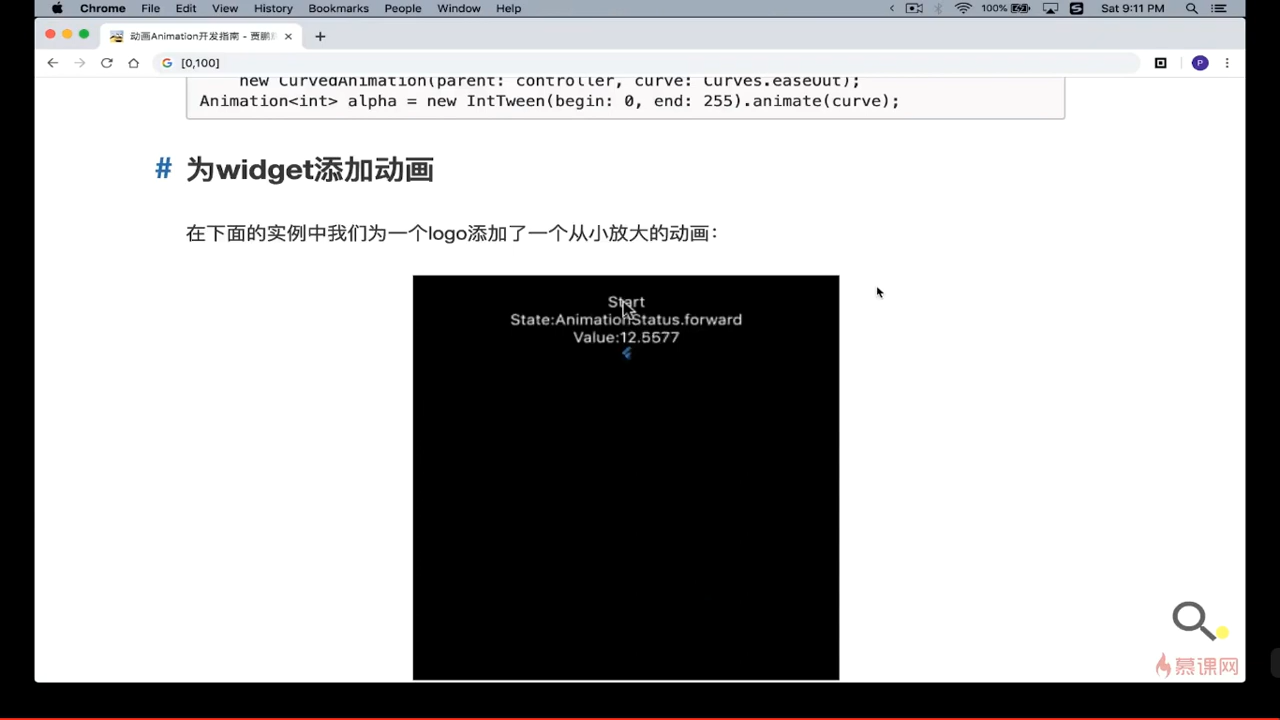 Chrome File Edit View History Bookmarks People Window Help 100% Sat 9:11 PM
动画Animation开发指南 - 贾鹏
[0,100]
P
new CurvedAnimation(parent: controller, curve: Curves.easeOut);
Animation<int> alpha = new IntTween(begin: 0, end: 255).animate(curve);
# 为widget添加动画
在下面的实例中我们为一个logo添加了一个从小放大的动画：
Start
State:AnimationStatus.forward
Value:12.5577
慕课网